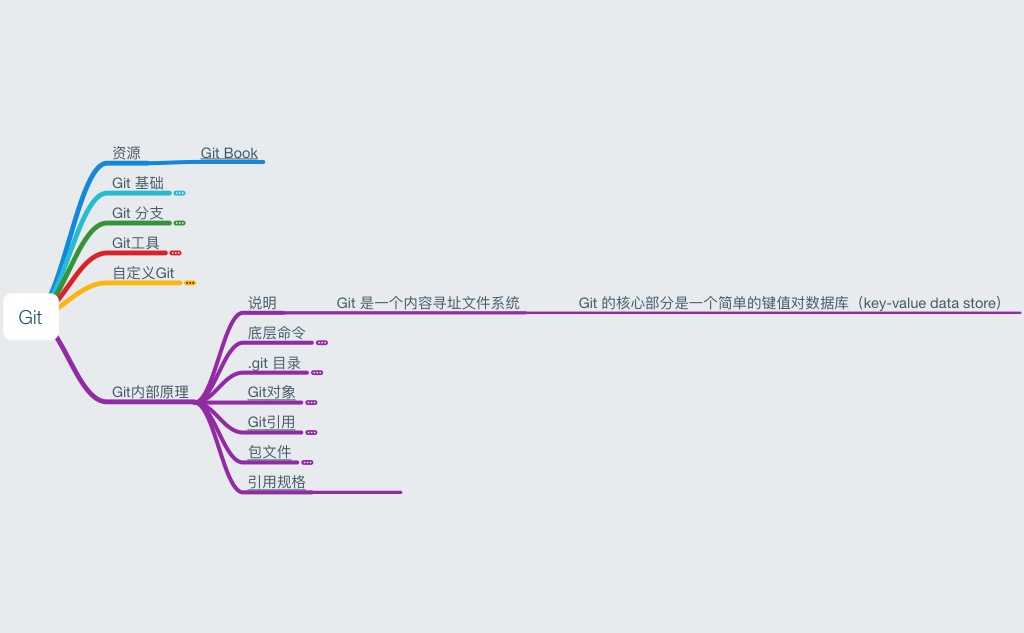 资源
Git Book
Git 基础
Git 分支
Git工具
自定义Git
Git
说明
Git 是一个内容寻址文件系统
Git 的核心部分是一个简单的键值对数据库（key-value data store）
底层命令
.git 目录
Git内部原理
Git对象
Git引用
包文件
引用规格